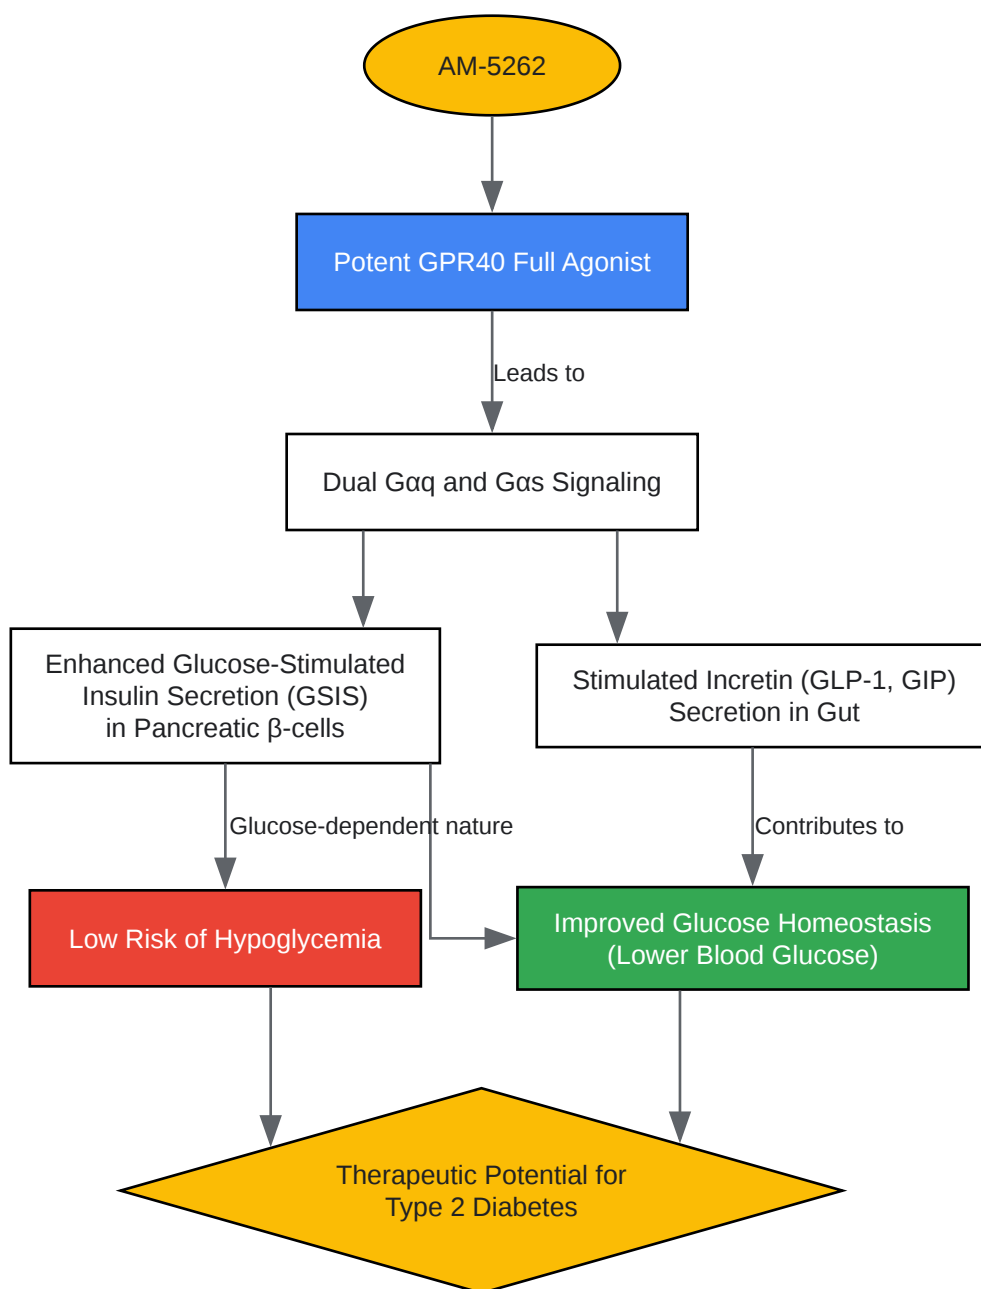 AM-5262
Potent GPR40 Full Agonist
Leads to
Dual Gαq and Gαs Signaling
Enhanced Glucose-Stimulated
Insulin Secretion (GSIS)
in Pancreatic β-cells
Stimulated Incretin (GLP-1, GIP)
Secretion in Gut
Glucose-dependent nature
Contributes to
Low Risk of Hypoglycemia
Improved Glucose Homeostasis
(Lower Blood Glucose)
Therapeutic Potential for
Type 2 Diabetes